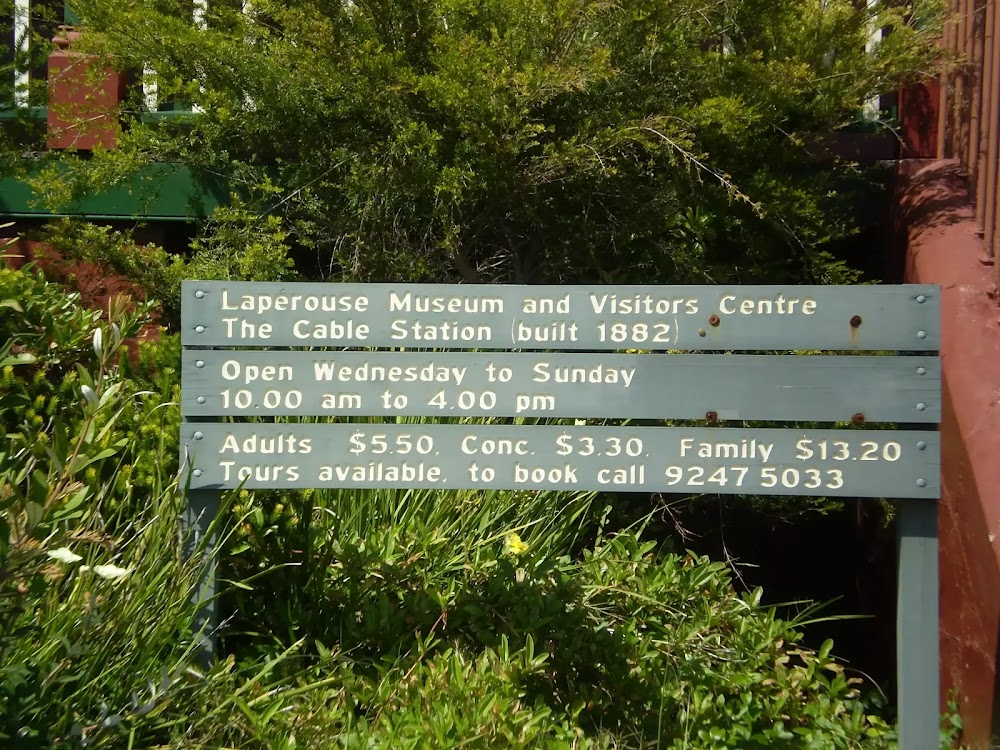 Laperouse Museum and Visitors Centre
The Cable Station (built 1882)
Open Wednesday to Sunday
10.00 am to 4.00 pm
Adults $5.50. Conc. $3.30. Family $13.20
Tours available. to book call 9247 5033